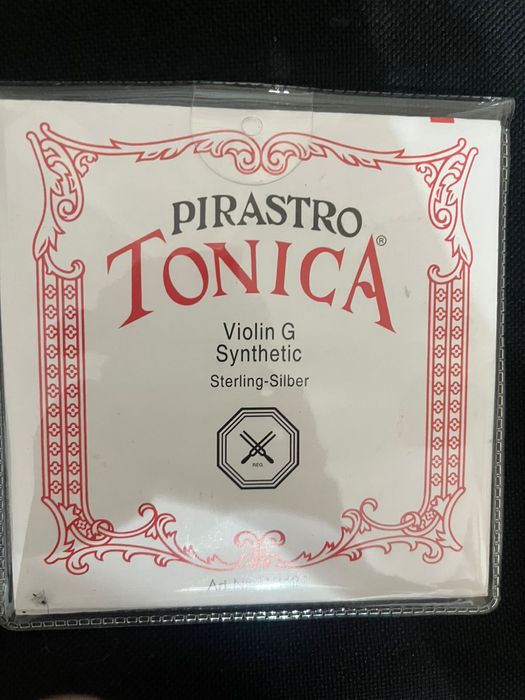 PIRASTRO
TONICA®
Violin G
Synthetic
Sterling-Silber
REG.